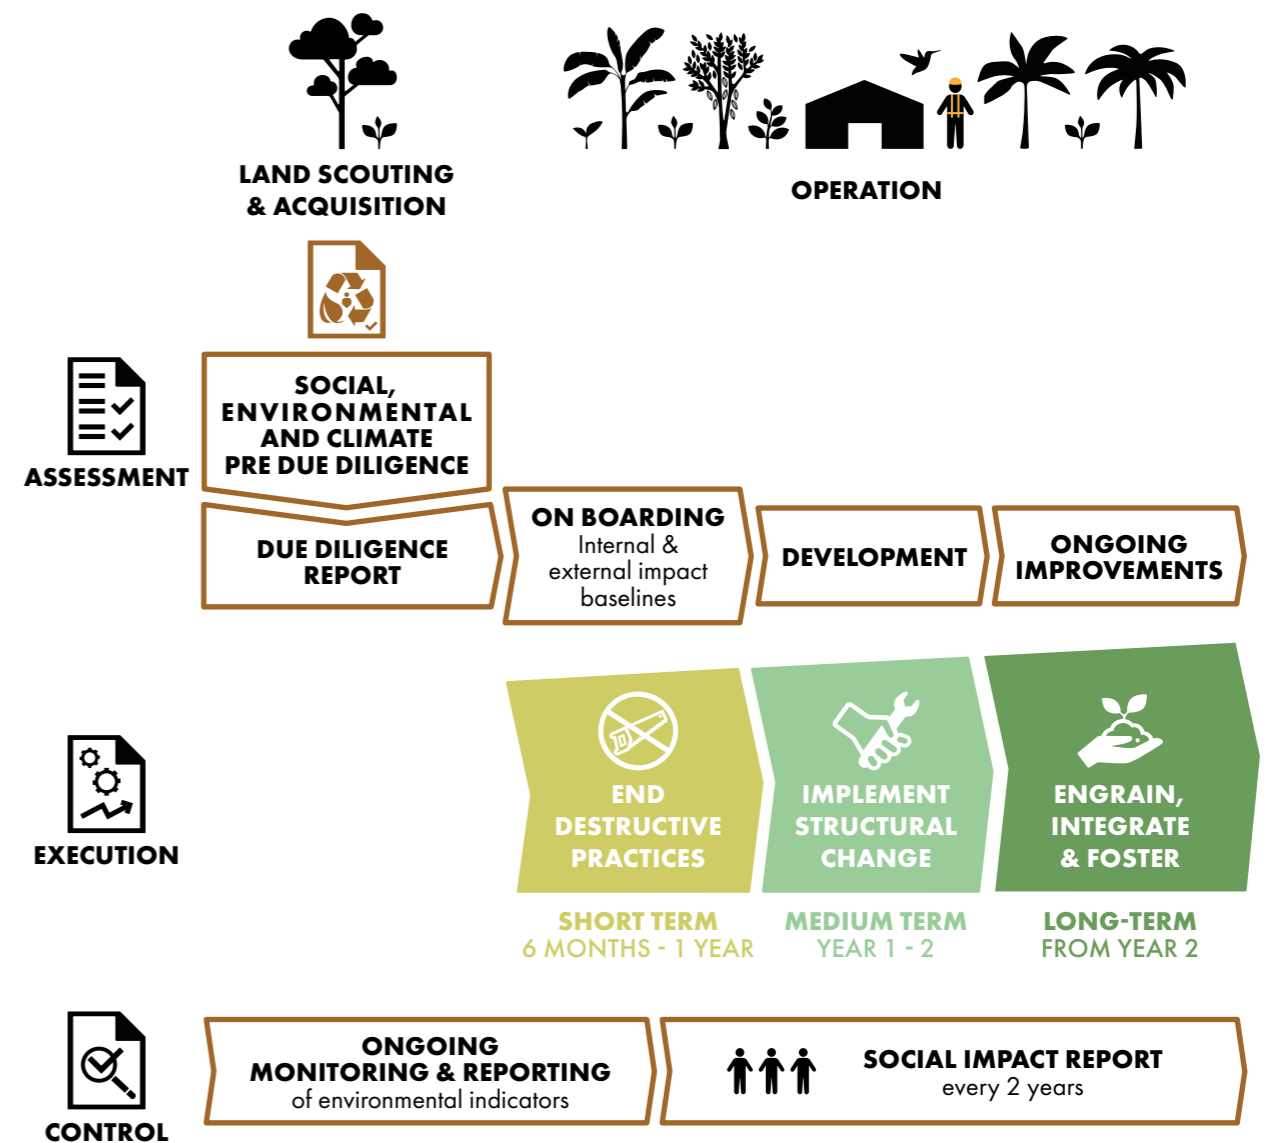 LAND SCOUTING
& ACQUISITION
OPERATION
ASSESSMENT
SOCIAL,
ENVIRONMENTAL
AND CLIMATE
PRE DUE DILIGENCE
DUE DILIGENCE
REPORT
ON BOARDING
Internal &
external impact
baselines
DEVELOPMENT
ONGOING
IMPROVEMENTS
EXECUTION
END
DESTRUCTIVE
PRACTICES
IMPLEMENT
STRUCTURAL
CHANGE
ENGRAIN,
INTEGRATE
& FOSTER
SHORT TERM
6 MONTHS - 1 YEAR
MEDIUM TERM
YEAR 1 - 2
LONG-TERM
FROM YEAR 2
CONTROL
ONGOING
MONITORING & REPORTING
of environmental indicators
SOCIAL IMPACT REPORT
every 2 years